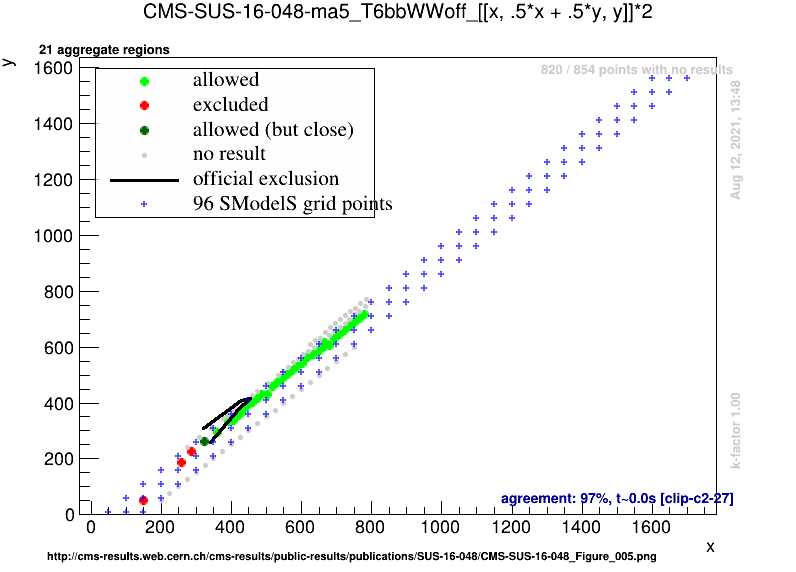 CMS-SUS-16-048-ma5_T6bbWWoff_[[x, .5*x + .5*y, y]]*2
21 aggregate regions
y
820 / 854 points with no results
allowed
excluded
allowed (but close)
no result
official exclusion
96 SModelS grid points
Aug 12, 2021, 13:48
k-factor 1.00
1600
1400
1200
1000
800
600
400
200
0
agreement: 97%, t~0.0s [clip-c2-27]
0 200 400 600 800 1000 1200 1400 1600
x
http://cms-results.web.cern.ch/cms-results/public-results/publications/SUS-16-048/CMS-SUS-16-048_Figure_005.png